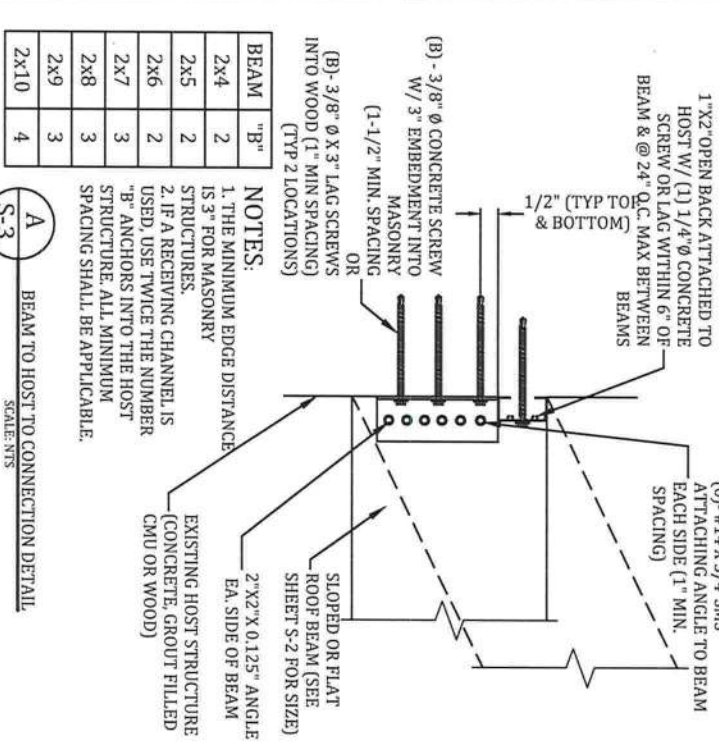 1"X2"OPEN BACK ATTACHED TO
HOST W/ (1) 1/4"Ø CONCRETE
SCREW OR LAG WITHIN 6" OF
BEAM & @ 24" O.C. MAX BETWEEN
BEAMS
ATTACHING ANGLE TO BEAM
EACH SIDE (1" MIN.
SPACING)
1/2" (TYP TOP
& BOTTOM)
(B) - 3/8" Ø CONCRETE SCREW
W/ 3" EMBEDMENT INTO
MASONRY
(1-1/2" MIN. SPACING
OR
(B)- 3/8" Ø X 3" LAG SCREWS
INTO WOOD (1" MIN SPACING)
(TYP 2 LOCATIONS)
SLOPED OR FLAT
ROOF BEAM (SEE
SHEET S-2 FOR SIZE)
2"X2"X 0.125" ANGLE
EA. SIDE OF BEAM
EXISTING HOST STRUCTURE
(CONCRETE, GROUT FILLED
CMU OR WOOD)
BEAM "B"
2x4 2
2x5 2
2x6 2
2x7 3
2x8 3
2x9 3
2x10 4
NOTES:
1. THE MINIMUM EDGE DISTANCE
IS 3" FOR MASONRY
STRUCTURES.
2. IF A RECEIVING CHANNEL IS
USED, USE TWICE THE NUMBER
"B" ANCHORS INTO THE HOST
STRUCTURE. ALL MINIMUM
SPACING SHALL BE APPLICABLE.
A
S-3
BEAM TO HOST TO CONNECTION DETAIL
SCALE: NTS